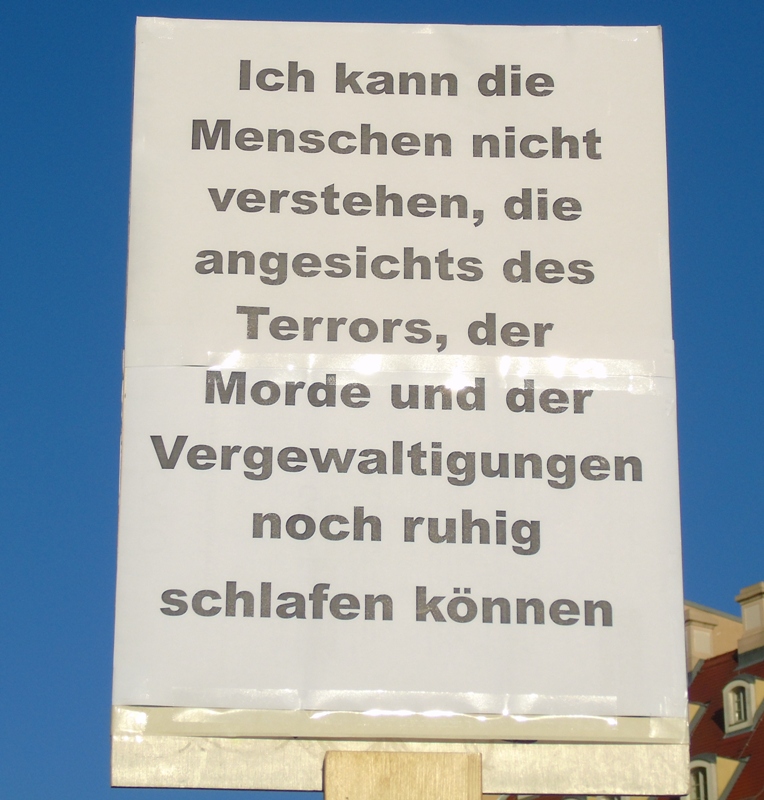 Ich kann die
Menschen nicht
verstehen, die
angesichts des
Terrors, der
Morde und der
Vergewaltigungen
noch ruhig
schlafen können